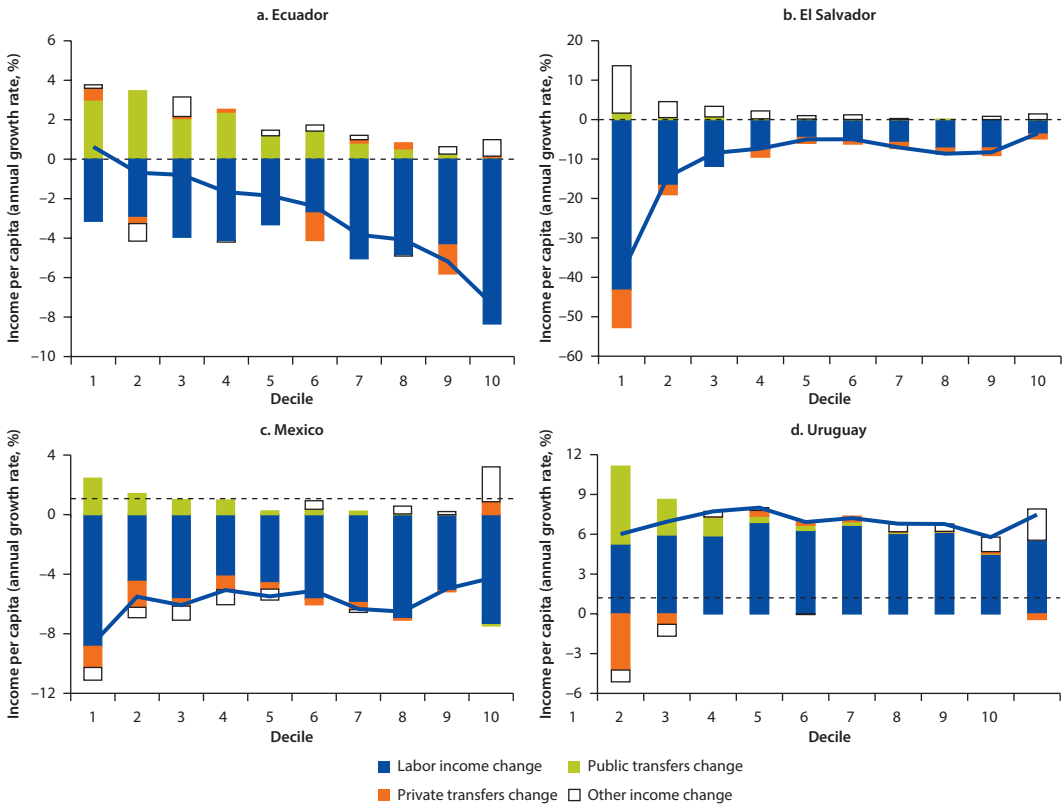 a. Ecuador
Income per capita (annual growth rate, %)
6
4
2
0
–2
–4
–6
–8
–10
1 2 3 4 5 6 7 8 9 10
Decile
b. El Salvador
Income per capita (annual growth rate, %)
20
10
0
–10
–20
–30
–40
–50
–60
1 2 3 4 5 6 7 8 9 10
Decile
c. Mexico
Income per capita (annual growth rate, %)
4
0
–4
–8
–12
1 2 3 4 5 6 7 8 9 10
Decile
d. Uruguay
Income per capita (annual growth rate, %)
12
9
6
3
0
–3
–6
1 2 3 4 5 6 7 8 9 10
Decile
Labor income change
Public transfers change
Private transfers change
Other income change